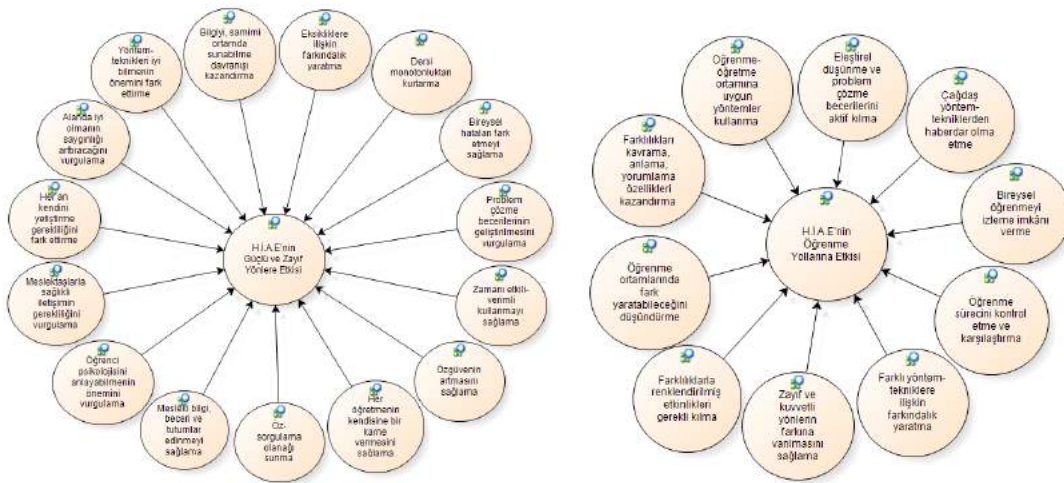 Bilgiyi, samimi
ortamda
sunabilme
davranışı
kazandırma
Eksikliklere
ilişkin
farkındalık
yaratma
Dersi
monotonluktan
kurtarma
Bireysel
hataları fark
etmeyi sağlama
Problem
çözme
becerilerinin
geliştirilmesini
vurgulama
Zamanı etkili-
verimli
kullanmayı
sağlama
Özgüvenin
artmasını
sağlama
Her
öğretmenin
kendisine bir
karne
vermesini
sağlama
Öz-
sorgulama
olanağı
sunma
Mesleki bilgi,
beceri ve
tutumları
edinmeyi
sağlama
Öğrenci
psikolojisini
anlayabilmenin
önemini
vurgulama
Meslektaşlarla
sağlıklı
iletişimin
gerekliliğini
vurgulama
Her an
kendini
yetiştirme
gerekliliğini
fark ettirme
Alanda iyi
olmanın
saygınlığı
arttıracağını
vurgulama
Yöntem-
teknikleri iyi
bilmenin
önemini fark
ettirme
H.İ.A.E'nin
Güçlü ve Zayıf
Yönlere Etkisi
Öğrenme-
öğretme
ortamına
uygun
yöntemler
kullanma
Eleştirel
düşünme ve
problem
çözme
becerilerini
aktif kılma
Çağdaş
yöntem-
tekniklerden
haberdar olma
etme
Bireysel
öğrenmeyi
izleme imkânı
verme
Öğrenme
sürecini kontrol
etme ve
karşılaştırma
Farklı yöntem-
tekniklere
ilişkin
farkındalık
yaratma
Zayıf ve
kuvvetli
yönlerin
farkına
varılmasını
sağlama
Farklılıklarla
renklendirilmiş
etkinlikleri
gerekli kılma
Öğrenme
ortamlarında
fark
yaratabileceğini
düşündürme
Farklılıkları
kavrama,
anlama,
yorumlama
özellikleri
kazandırma
H.İ.A.E'nin
Öğrenme
Yollarına Etkisi